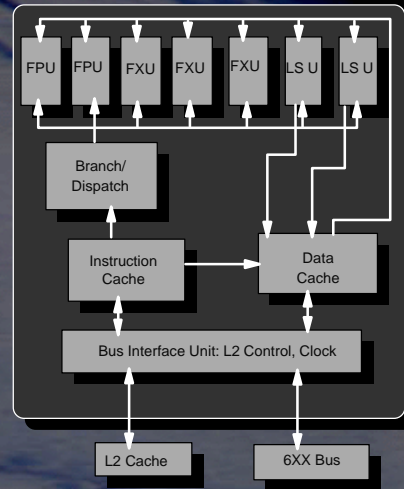 FPU FPU FXU FXU FXU LS U LS U
Branch/
Dispatch
Instruction
Cache
Data
Cache
Bus Interface Unit: L2 Control, Clock
L2 Cache
6XX Bus